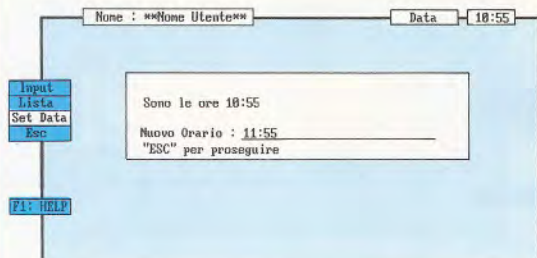 Nome : **Nome Utente**
Data
10:55
Input
Lista
Set Data
Esc
Sono le ore 10:55
Nuovo Orario : 11:55
"ESC" per proseguire
F1: HELP